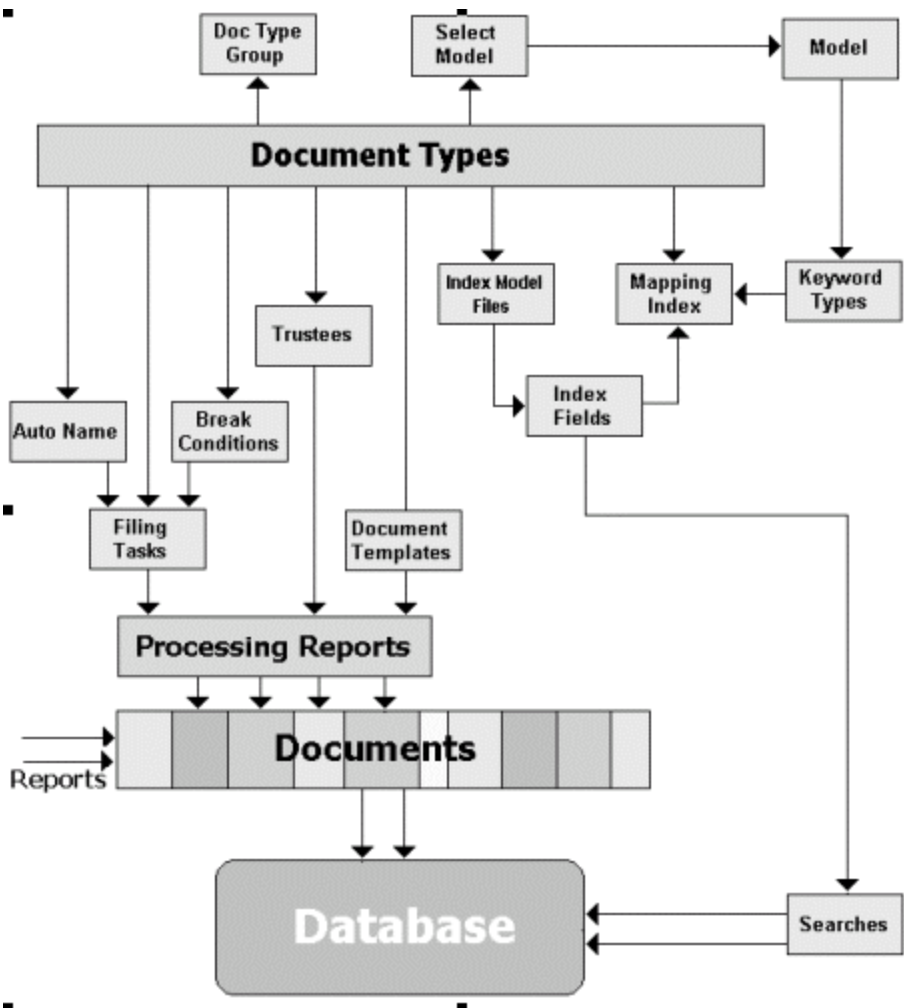 Doc Type
Group
Select
Model
Model
Document Types
Index Model
Files
Mapping
Index
Keyword
Types
Trustees
Auto Name
Break
Conditions
Index
Fields
Filing
Tasks
Document
Templates
Processing Reports
Documents
Reports
Database
Searches